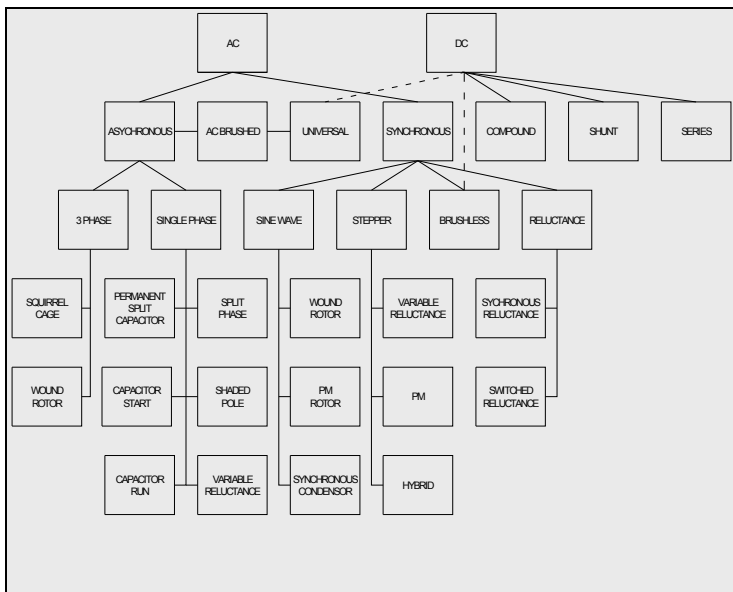 AC
DC
ASYCHRONOUS
AC BRUSHED
UNIVERSAL
SYNCHRONOUS
COMPOUND
SHUNT
SERIES
3 PHASE
SINGLE PHASE
SINE WAVE
STEPPER
BRUSHLESS
RELUCTANCE
SQUIRREL
CAGE
PERMANENT
SPLIT
CAPACITOR
SPLIT
PHASE
WOUND
ROTOR
VARIABLE
RELUCTANCE
SYCHRONOUS
RELUCTANCE
WOUND
ROTOR
CAPACITOR
START
SHADED
POLE
PM
ROTOR
PM
SWITCHED
RELUCTANCE
CAPACITOR
RUN
VARIABLE
RELUCTANCE
SYNCHRONOUS
CONDENSOR
HYBRID